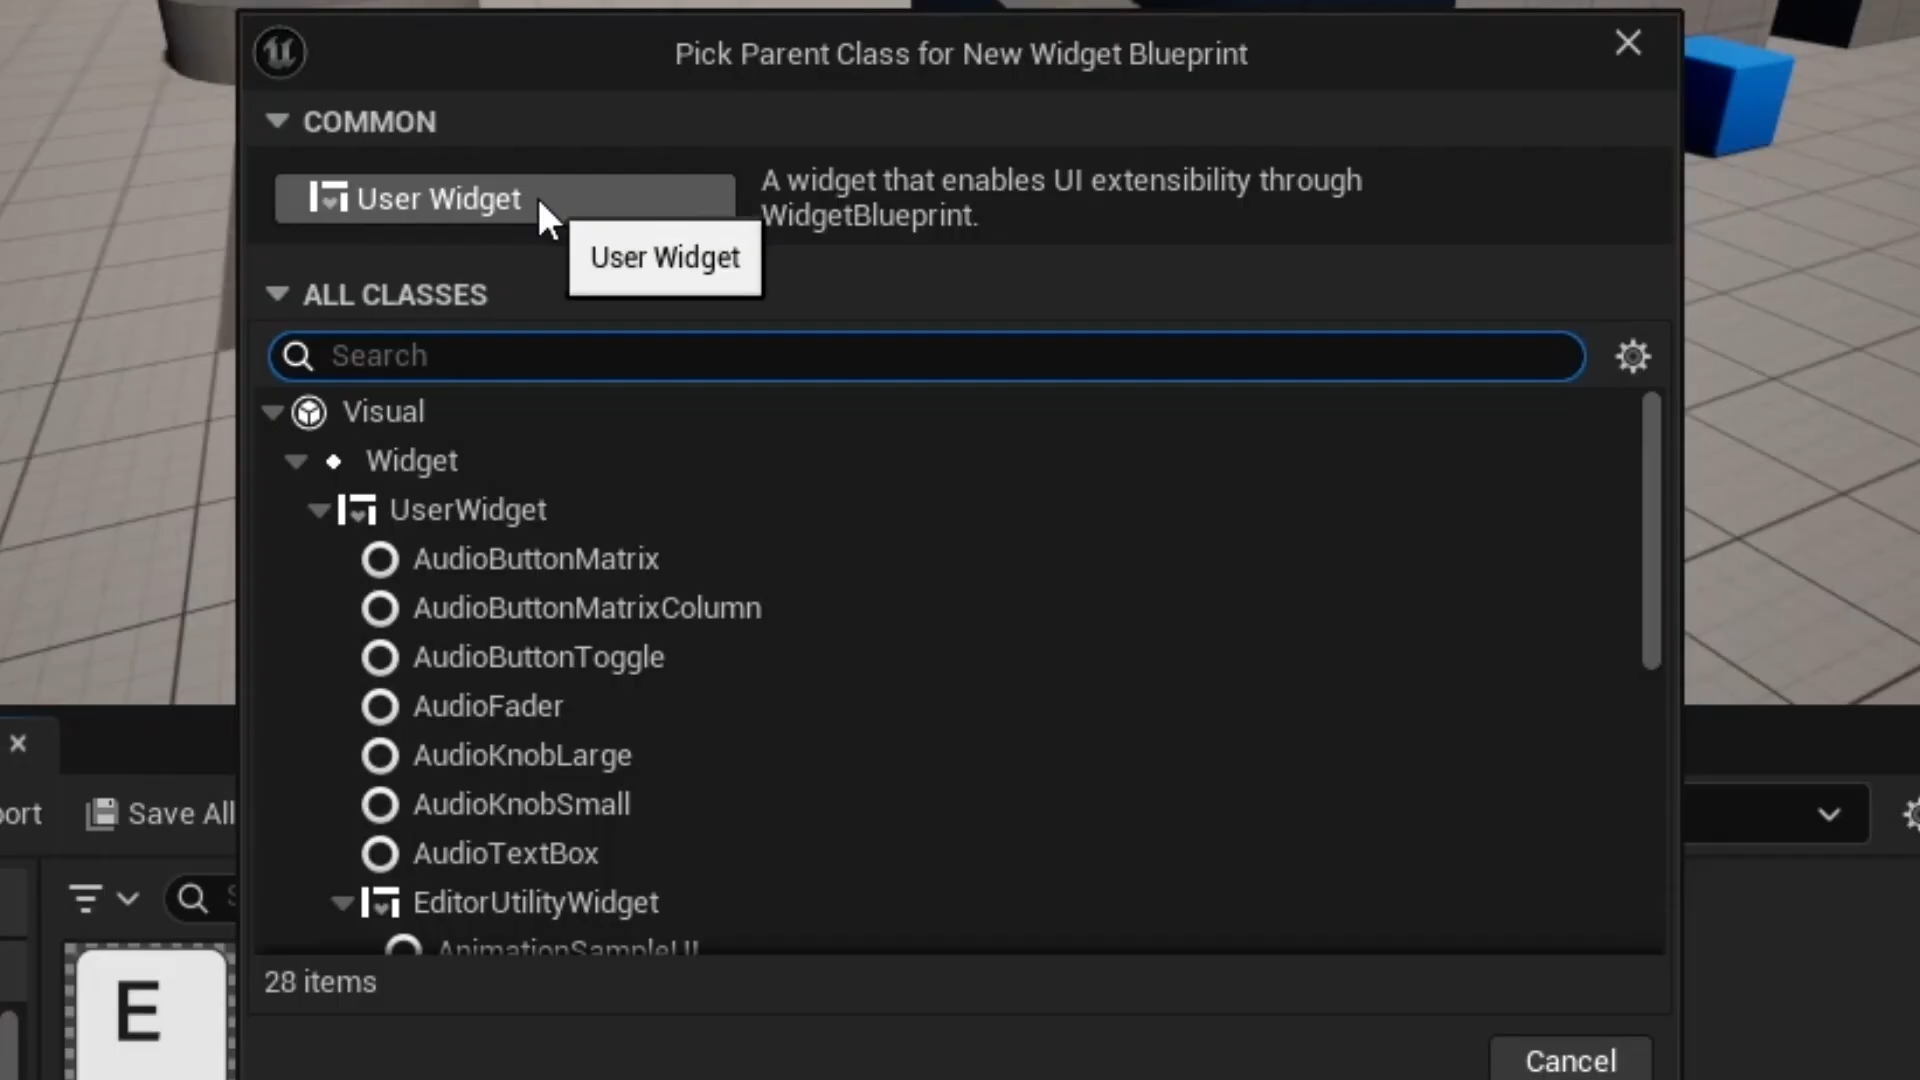 Pick Parent Class for New Widget Blueprint
COMMON
User Widget
A widget that enables UI extensibility through
WidgetBlueprint.
User Widget
ALL CLASSES
Search
Visual
Widget
UserWidget
AudioButtonMatrix
AudioButtonMatrixColumn
AudioButtonToggle
AudioFader
AudioKnobLarge
AudioKnobSmall
AudioTextBox
EditorUtilityWidget
AnimationSampleUI
28 items
Cancel
ort
Save All
E